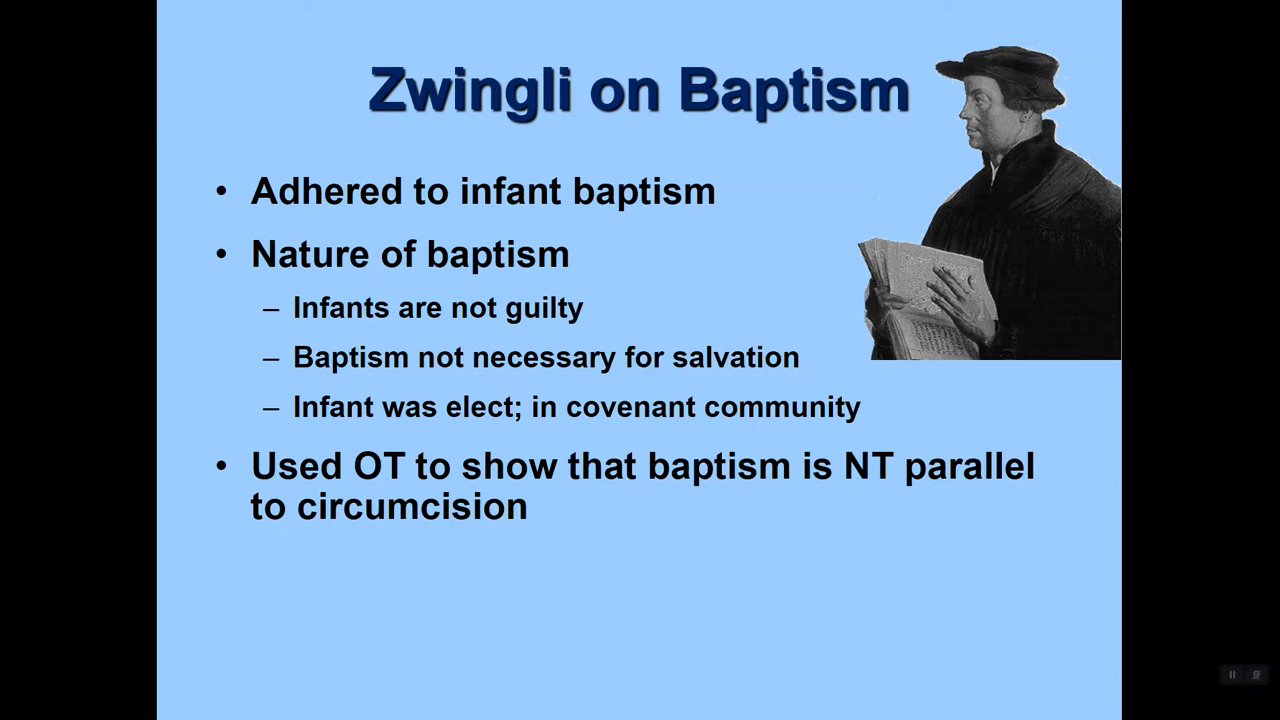 Zwingli on Baptism
• Adhered to infant baptism
• Nature of baptism
– Infants are not guilty
– Baptism not necessary for salvation
– Infant was elect; in covenant community
• Used OT to show that baptism is NT parallel
to circumcision